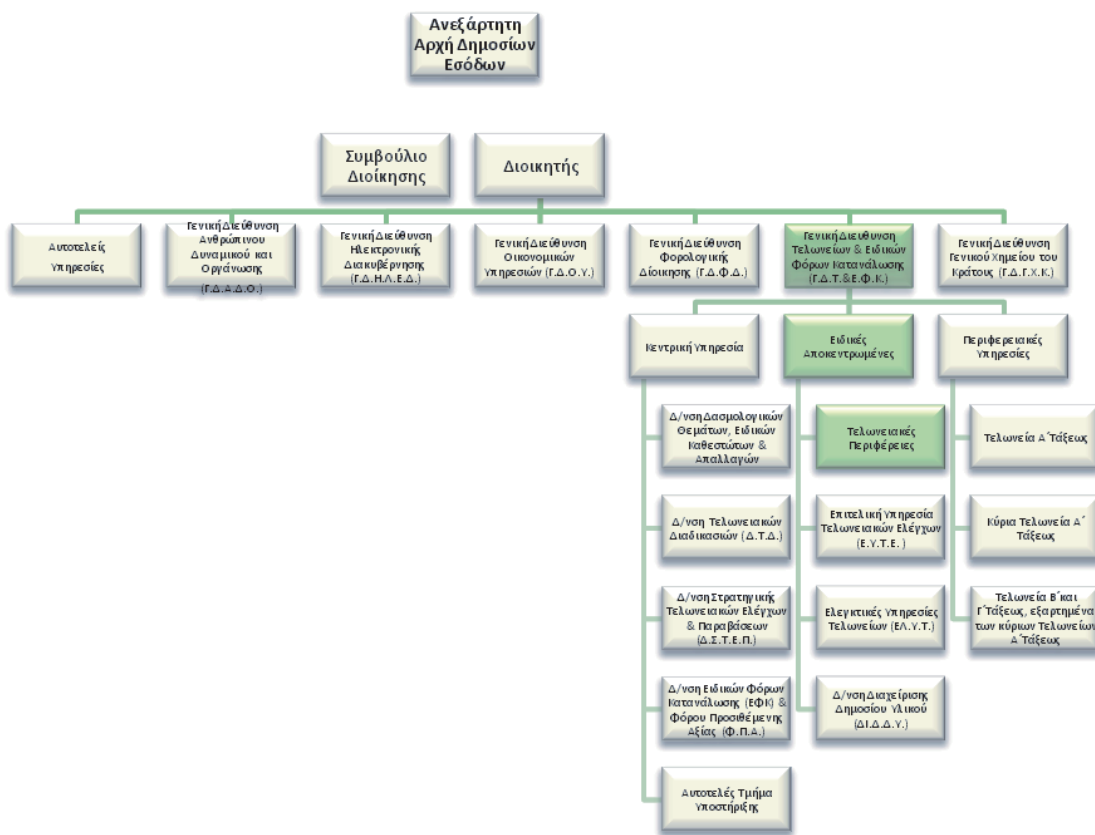 Ανεξάρτητη
Αρχή Δημοσίων
Εσόδων
Συμβούλιο
Διοίκησης
Διοικητής
Αυτοτελείς
Υπηρεσίες
Γενική Διεύθυνση
Ανθρώπινου
Δυναμικού και
Οργάνωσης
(Γ.Δ.Α.Δ.Ο.)
Γενική Διεύθυνση
Ηλεκτρονικής
Διακυβέρνησης
(Γ.Δ.Η.Λ.Ε.Δ.)
Γενική Διεύθυνση
Οικονομικών
Υπηρεσιών (Γ.Δ.Ο.Υ.)
Γενική Διεύθυνση
Φορολογικής
Δίοικησης (Γ.Δ.Φ.Δ.)
Γενική Διευθυνση
Τελωνείων & Ειδικών
Φόρων Κατανάλωσης
(Γ.Δ.Τ.&Ε.Φ.Κ.)
Γενική Διεύθυνση
Γενικού Χημείου του
Κράτους (Γ.Δ.Γ.Χ.Κ.)
Κεντρική Υπηρεσία
Ειδικές
Αποκεντρωμένες
Περιφερειακές
Υπηρεσίες
Δ/νση Δασμολογικών
Θεμάτων, Ειδικών
Καθεστώτων &
Απαλλαγών
Δ/νση Τελωνειακών
Διαδικασιών (Δ.Τ.Δ.)
Δ/νση Στρατηγικής
Τελωνειακών Ελέγχων
& Παραβάσεων
(Δ.Σ.Τ.Ε.Π.)
Δ/νση Ειδικών Φόρων
Κατανάλωσης (ΕΦΚ) &
Φόρου Προσιθέμενης
Αξίας (Φ.Π.Α.)
Αυτοτελές Τμήμα
Υποστήριξης
Τελωνειακές
Περιφέρειες
Επιτελική Υπηρεσία
Τελωνειακών Ελέγχων
(Ε.Υ.Τ.Ε.)
Ελεγκτικές Υπηρεσίες
Τελωνείων (ΕΛ.Υ.Τ.)
Δ/νση Διαχείρισης
Δημοσίου Υλικού
(ΔΙ.Δ.Δ.Υ.)
Τελωνεία Α΄Τάξεως
Κύρια Τελωνεία Α΄
Τάξεως
Τελωνεία Β΄ και
Γ΄Τάξεως, εξαρτημένα
των κύριων Τελωνείων
Α΄Τάξεως